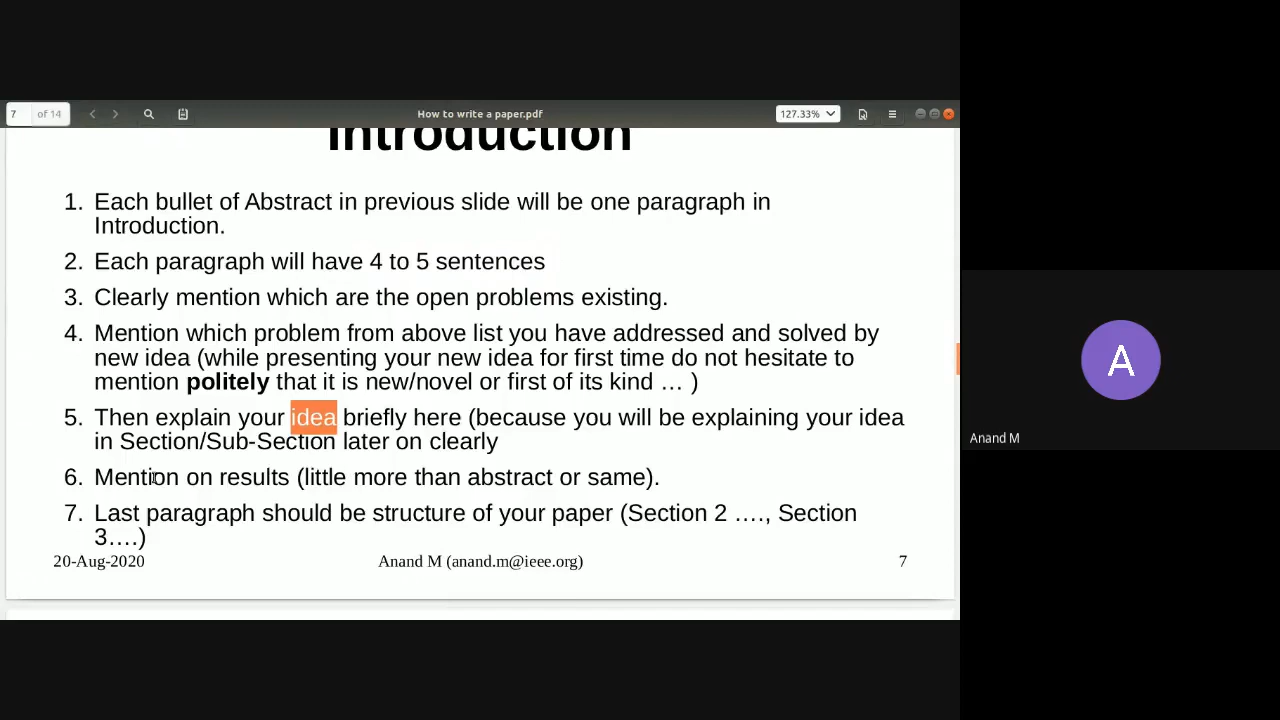 7 of 14
How to write a paper.pdf
127.33%
Introduction
1. Each bullet of Abstract in previous slide will be one paragraph in
Introduction.
2. Each paragraph will have 4 to 5 sentences
3. Clearly mention which are the open problems existing.
4. Mention which problem from above list you have addressed and solved by
new idea (while presenting your new idea for first time do not hesitate to
mention politely that it is new/novel or first of its kind … )
5. Then explain your idea briefly here (because you will be explaining your idea
in Section/Sub-Section later on clearly
6. Mention on results (little more than abstract or same).
7. Last paragraph should be structure of your paper (Section 2 …., Section
3….)
20-Aug-2020
Anand M (anand.m@ieee.org)
7
A
Anand M